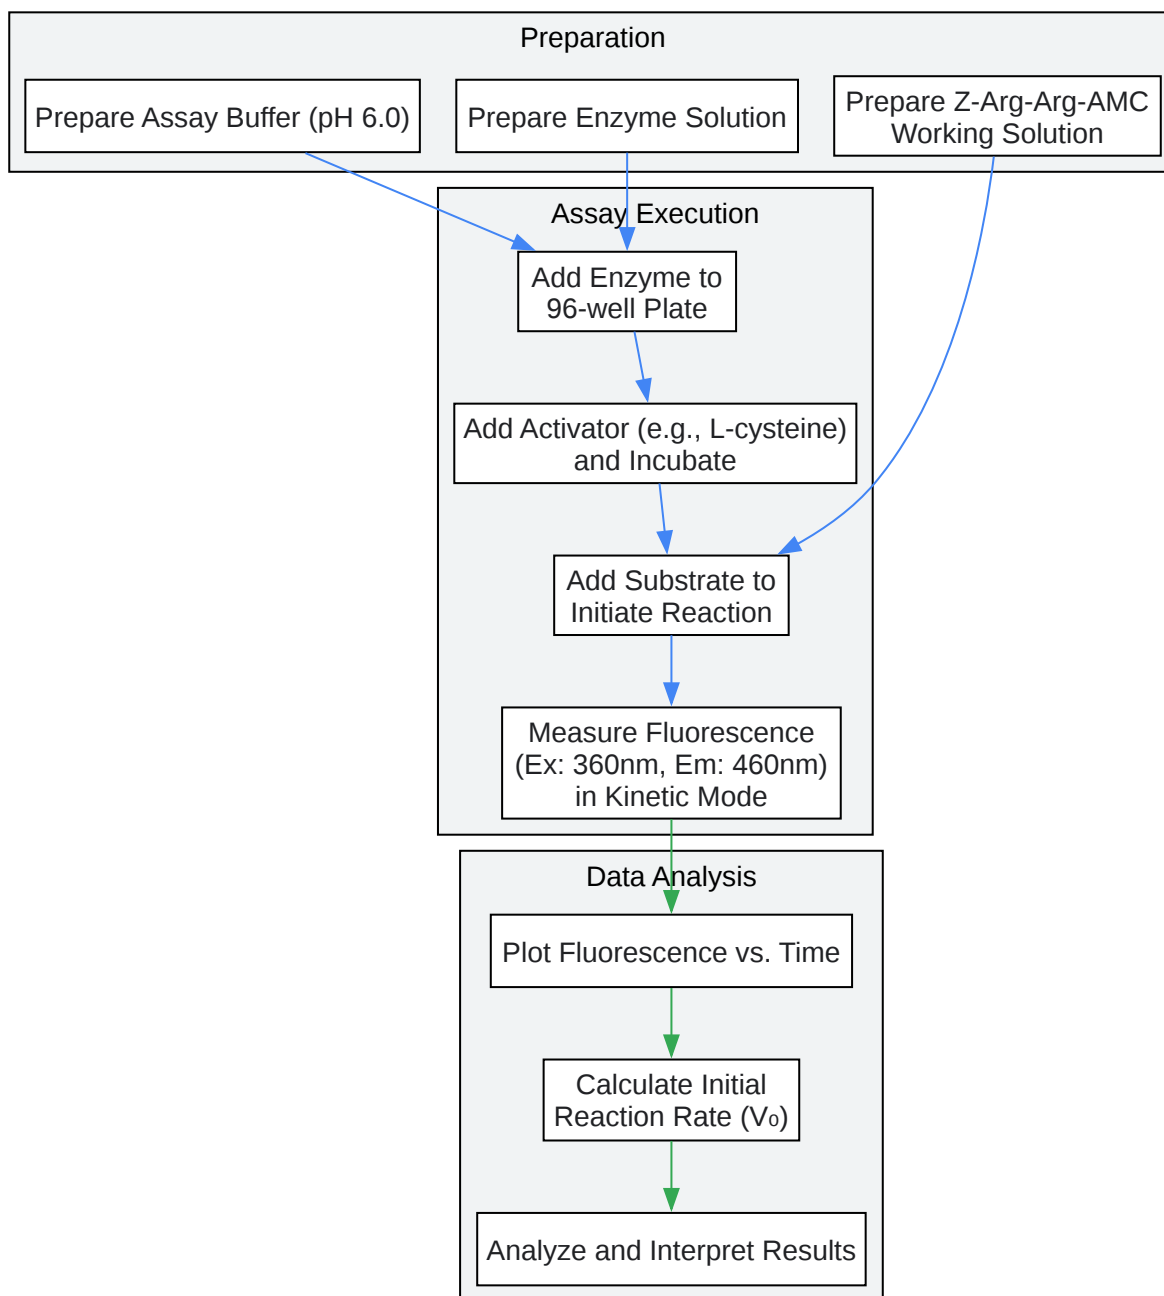 Preparation
Prepare Assay Buffer (pH 6.0)
Prepare Enzyme Solution
Prepare Z-Arg-Arg-AMC
Working Solution
Assay Execution
Add Enzyme to
96-well Plate
Add Activator (e.g., L-cysteine)
and Incubate
Add Substrate to
Initiate Reaction
Measure Fluorescence
(Ex: 360nm, Em: 460nm)
in Kinetic Mode
Data Analysis
Plot Fluorescence vs. Time
Calculate Initial
Reaction Rate (V₀)
Analyze and Interpret Results